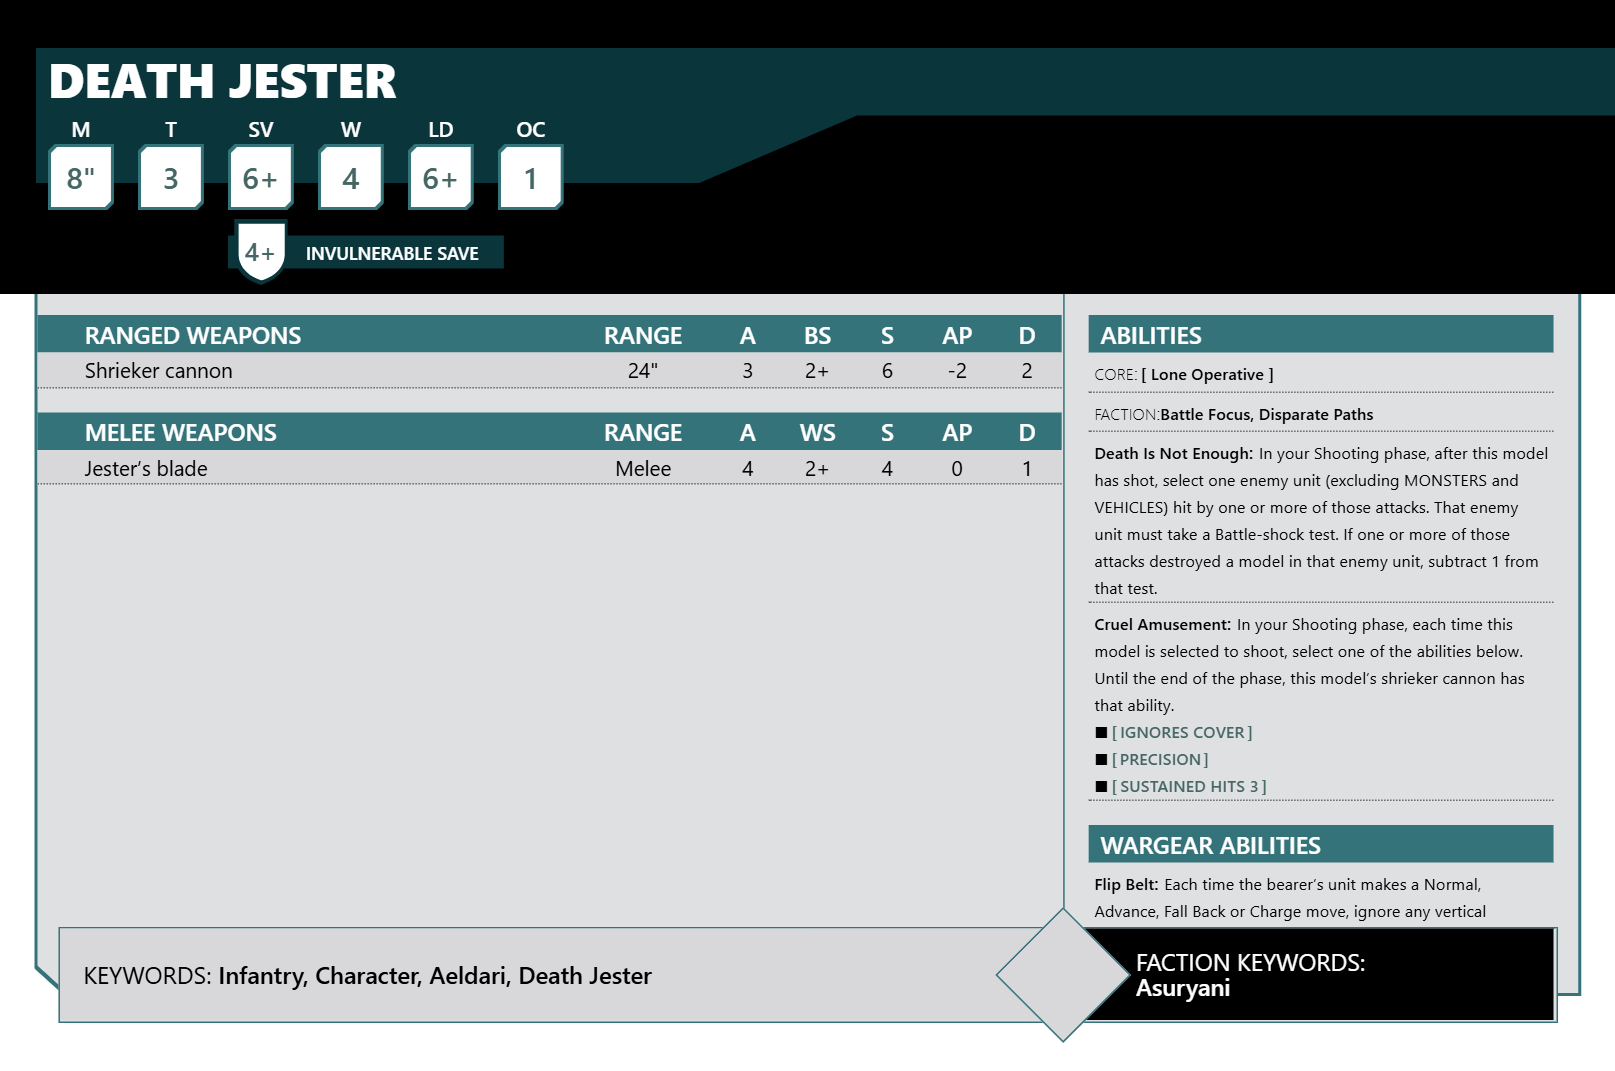 DEATH JESTER
M T SV W LD OC
8" 3 6+ 4 6+ 1
4+ INVULNERABLE SAVE
RANGED WEAPONS RANGE A BS S AP D
Shrieker cannon 24" 3 2+ 6 -2 2
MELEE WEAPONS RANGE A WS S AP D
Jester’s blade Melee 4 2+ 4 0 1
ABILITIES
CORE: [ Lone Operative ]
FACTION:Battle Focus, Disparate Paths
Death Is Not Enough: In your Shooting phase, after this model
has shot, select one enemy unit (excluding MONSTERS and
VEHICLES) hit by one or more of those attacks. That enemy
unit must take a Battle-shock test. If one or more of those
attacks destroyed a model in that enemy unit, subtract 1 from
that test.
Cruel Amusement: In your Shooting phase, each time this
model is selected to shoot, select one of the abilities below.
Until the end of the phase, this model’s shrieker cannon has
that ability.
■ [ IGNORES COVER ]
■ [ PRECISION ]
■ [ SUSTAINED HITS 3 ]
WARGEAR ABILITIES
Flip Belt: Each time the bearer’s unit makes a Normal,
Advance, Fall Back or Charge move, ignore any vertical
KEYWORDS: Infantry, Character, Aeldari, Death Jester
FACTION KEYWORDS:
Asuryani